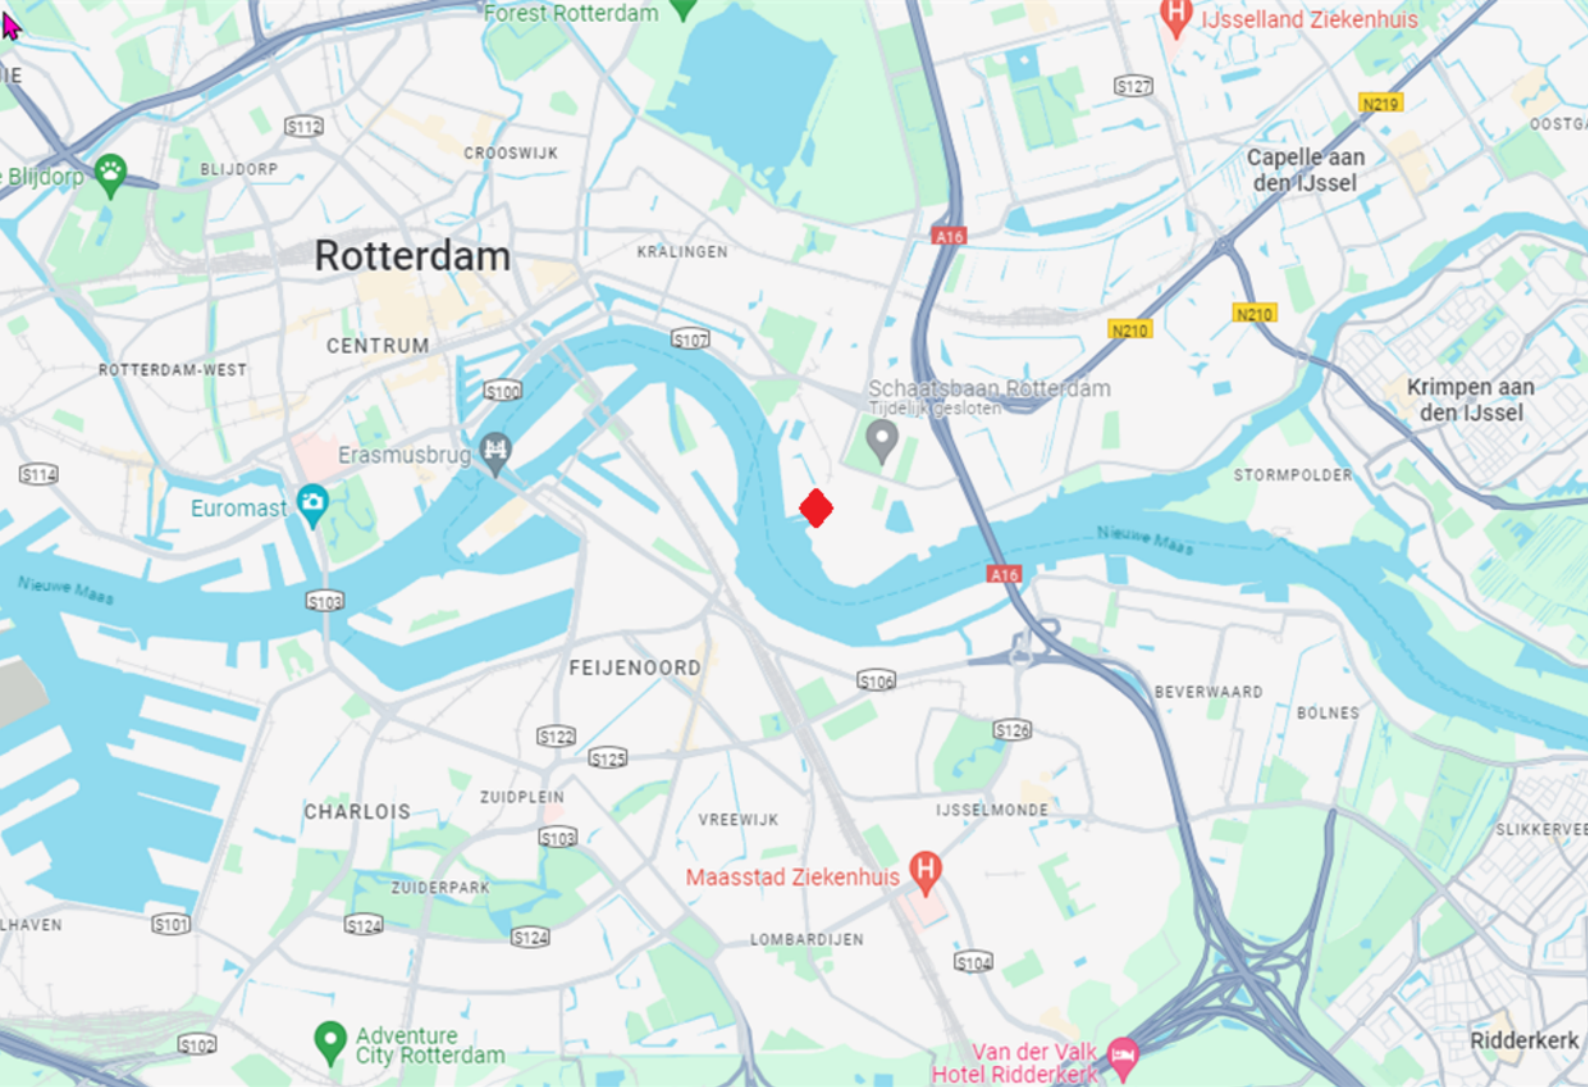 Forest Rotterdam
IJsselland Ziekenhuis
IE
S127
N219
S112
OOSTGA
BLIJDORP
CROOSWIJK
Capelle aan
den IJssel
e Blijdorp
A16
Rotterdam
KRALINGEN
N210
N210
S107
CENTRUM
ROTTERDAM-WEST
S100
Schaatsbaan Rotterdam
Tijdelijk gesloten
Krimpen aan
den IJssel
Erasmusbrug
S114
STORMPOLDER
Euromast
Nieuwe Maas
A16
Nieuwe Maas
S103
FEIJENOORD
S106
BEVERWAARD
BOLNES
S126
S122
S125
ZUIDPLEIN
CHARLOIS
IJSSELMONDE
VREEWIJK
S103
SLIKKERVEE
Maasstad Ziekenhuis
ZUIDERPARK
LHAVEN
S101
S124
S124
LOMBARDIJEN
S104
S102
Adventure
City Rotterdam
Ridderkerk
Van der Valk
Hotel Ridderkerk